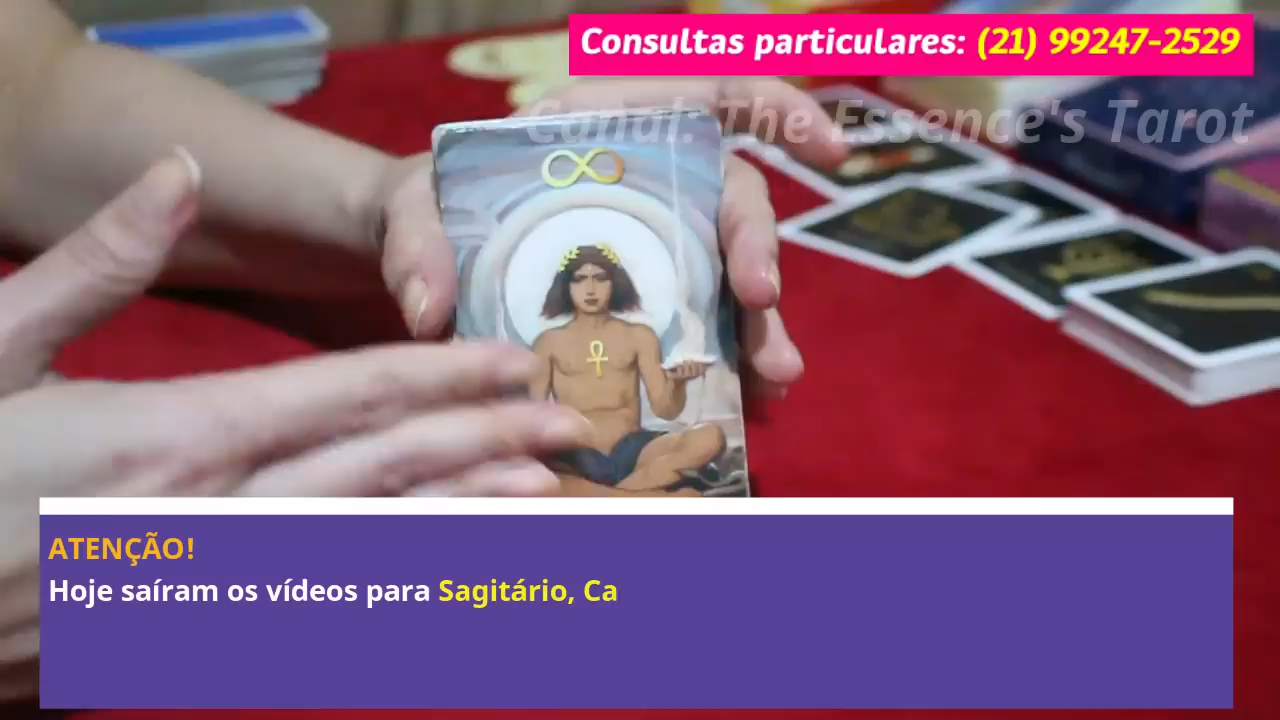 Consultas particulares: (21) 99247-2529
Canal: The Essence's Tarot
ATENÇÃO!
Hoje saíram os vídeos para Sagitário, Ca